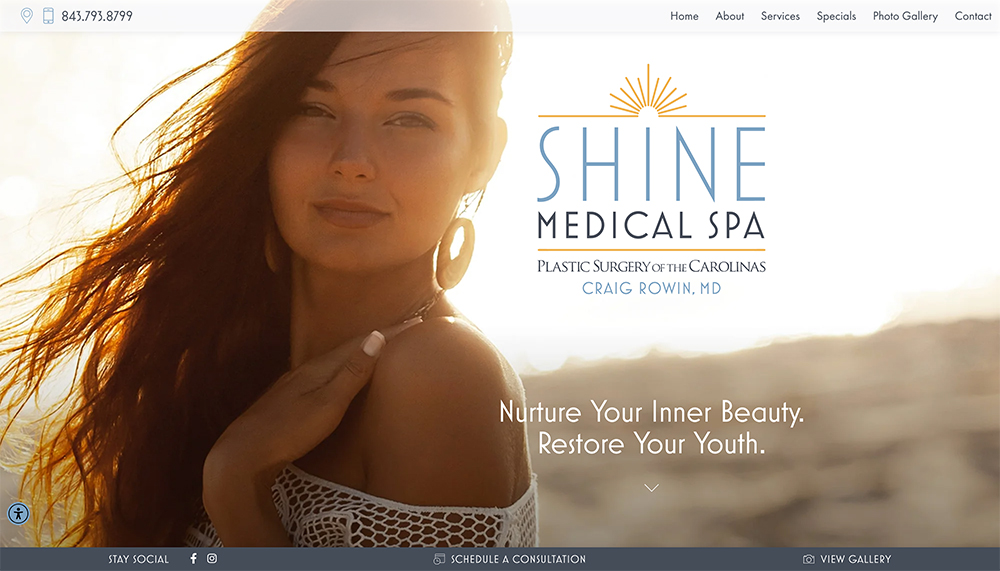 843.793.8799
Home About Services Specials Photo Gallery Contact
SHINE
MEDICAL SPA
PLASTIC SURGERY OF THE CAROLINAS
CRAIG ROWIN, MD
Nurture Your Inner Beauty.
Restore Your Youth.
STAY SOCIAL
SCHEDULE A CONSULTATION
VIEW GALLERY